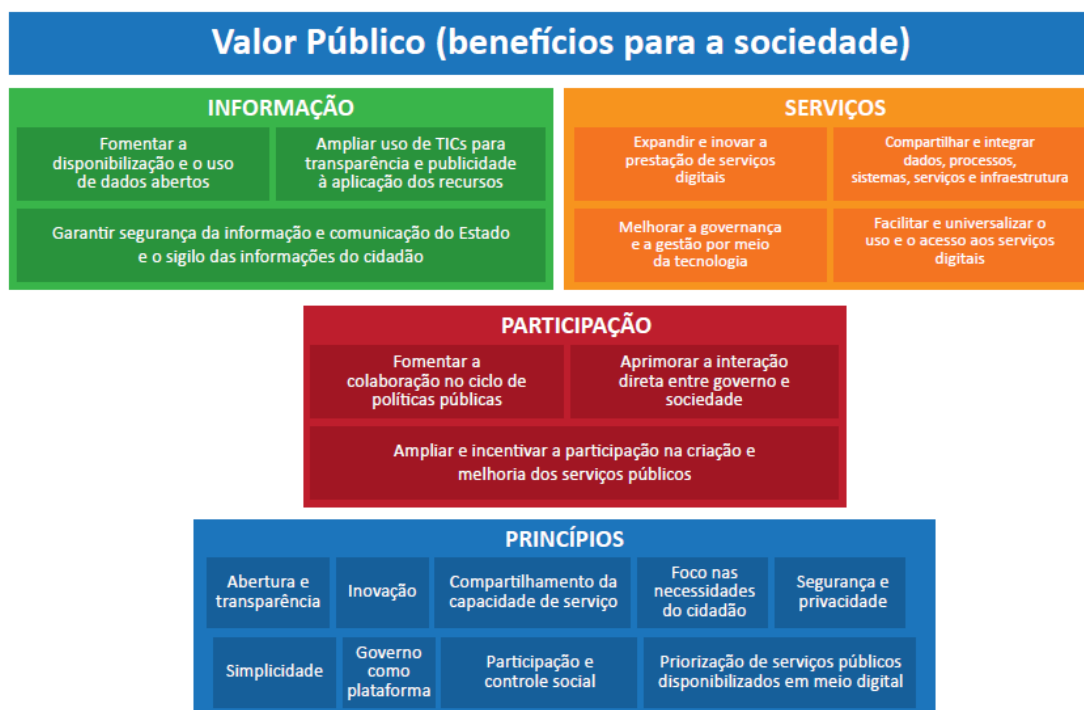 Valor Público (benefícios para a sociedade)
INFORMAÇÃO
Fomentar a
disponibilização e o uso
de dados abertos
Ampliar uso de TICs para
transparência e publicidade
à aplicação dos recursos
Garantir segurança da informação e comunicação do Estado
e o sigilo das informações do cidadão
SERVIÇOS
Expandir e inovar a
prestação de serviços
digitais
Compartilhar e integrar
dados, processos,
sistemas, serviços e infraestrutura
Melhorar a governança
e a gestão por meio
da tecnologia
Facilitar e universalizar o
uso e o acesso aos serviços
digitais
PARTICIPAÇÃO
Fomentar a
colaboração no ciclo de
políticas públicas
Aprimorar a interação
direta entre governo e
sociedade
Ampliar e incentivar a participação na criação e
melhoria dos serviços públicos
PRINCÍPIOS
Abertura e
transparência
Inovação
Compartilhamento da
capacidade de serviço
Foco nas
necessidades
do cidadão
Segurança e
privacidade
Simplicidade
Governo
como
plataforma
Participação e
controle social
Priorização de serviços públicos
disponibilizados em meio digital